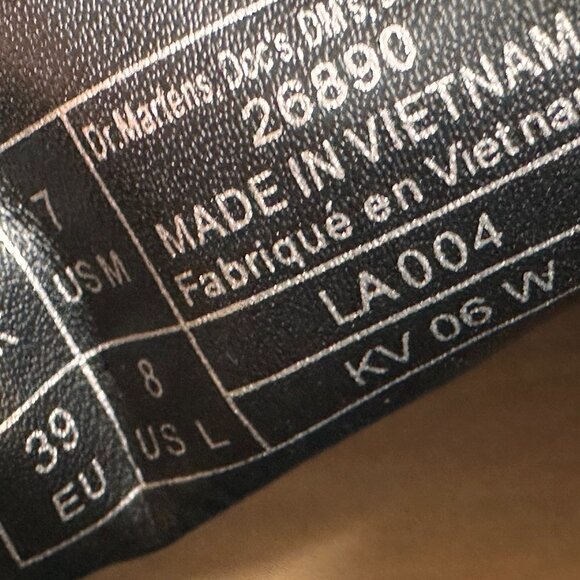 Dr.Martens, Doc's, DM's,
26890
MADE IN VIETNAM
Fabriqué en Vietna
LA004
KV 06 W
7
USM
8
US L
39
EU